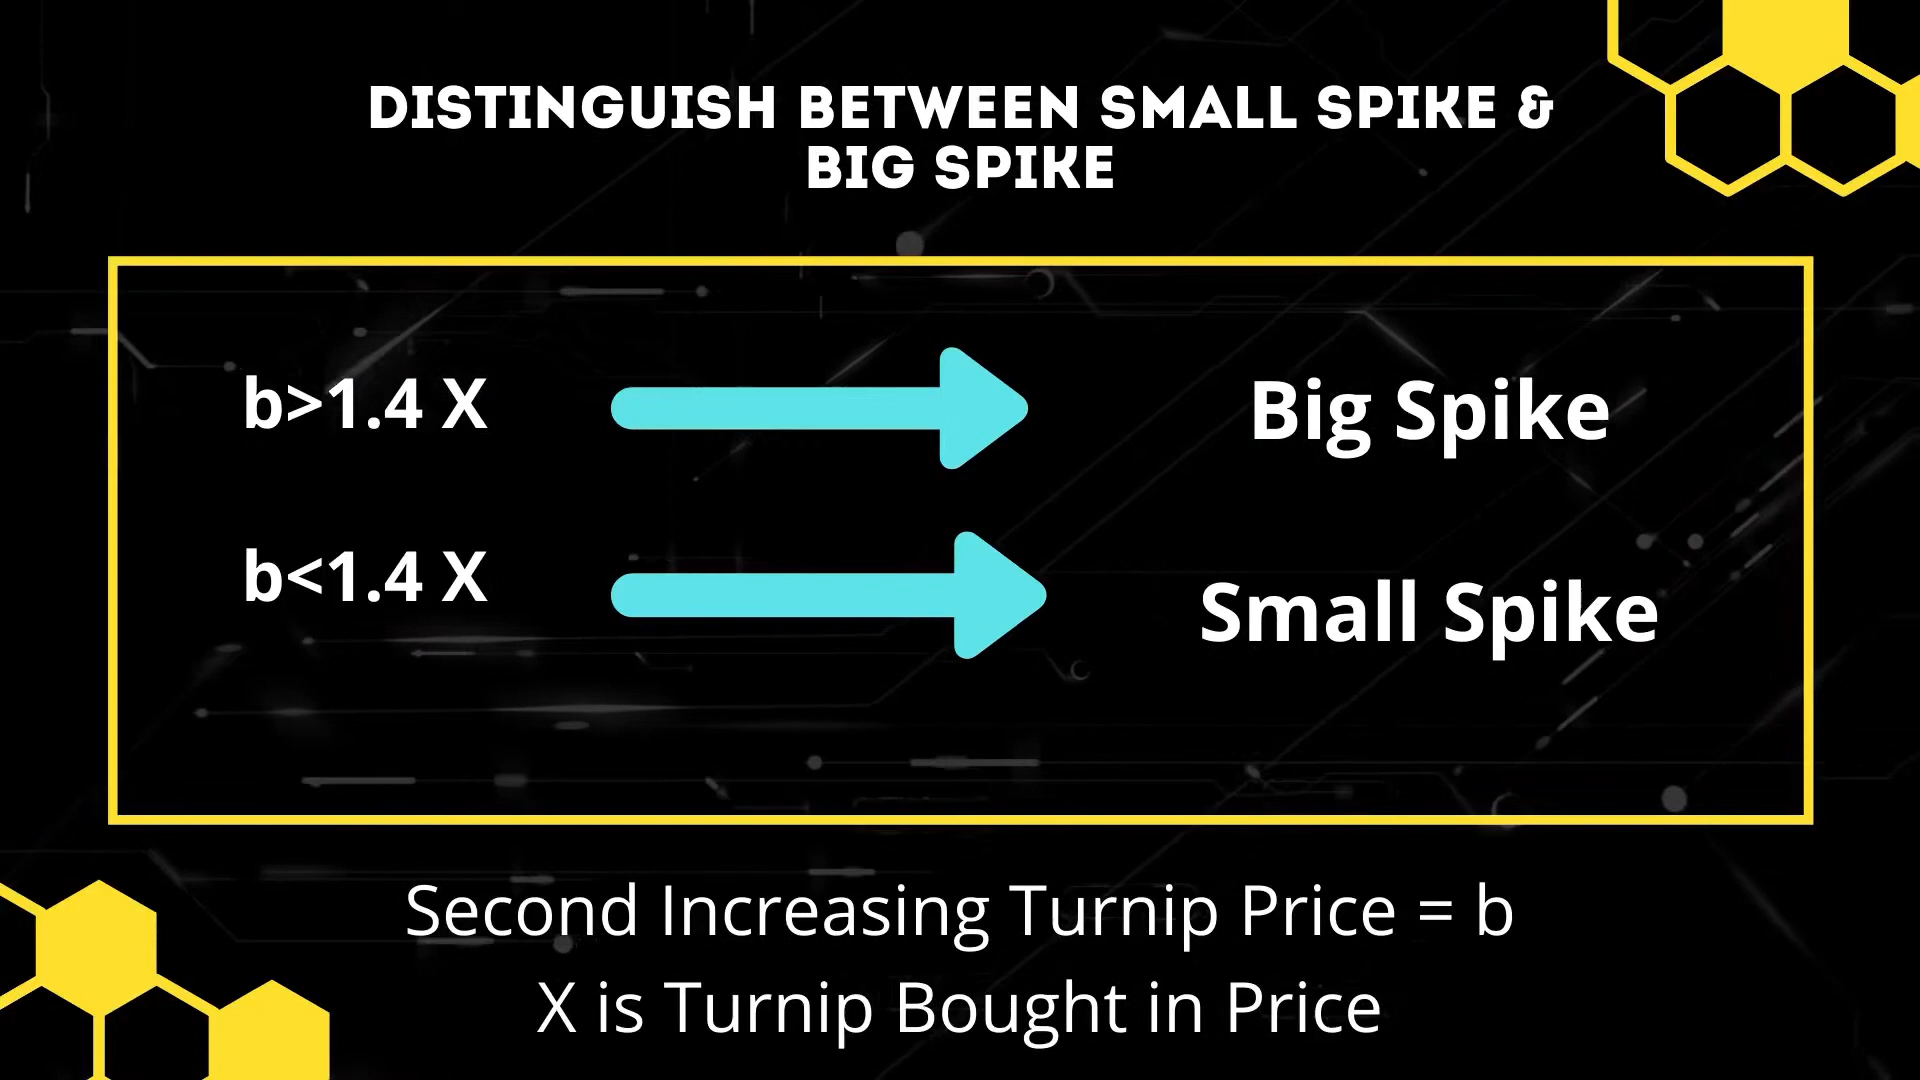 DISTINGUISH BETWEEN SMALL SPIKE &
BIG SPIKE
b>1.4 X
Big Spike
b<1.4 X
Small Spike
Second Increasing Turnip Price = b
X is Turnip Bought in Price